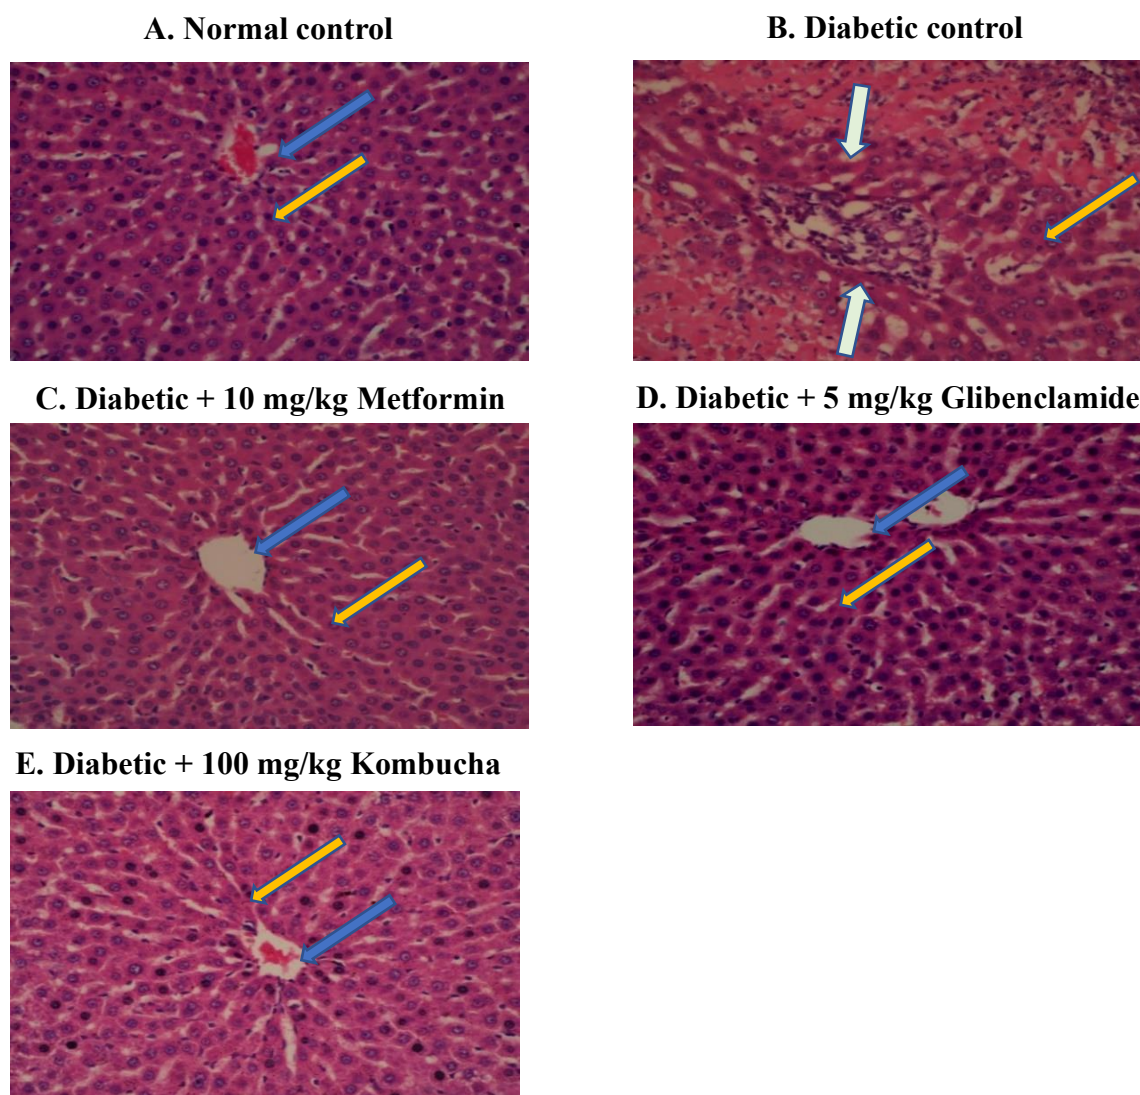 A. Normal control
B. Diabetic control
C. Diabetic + 10 mg/kg Metformin
D. Diabetic + 5 mg/kg Glibenclamide
E. Diabetic + 100 mg/kg Kombucha